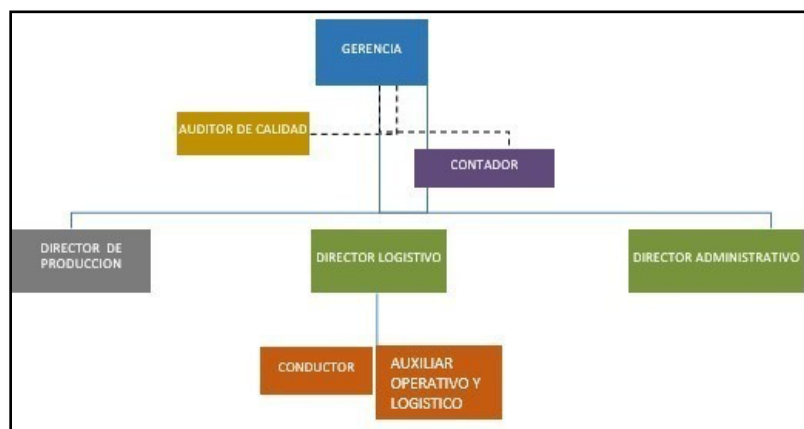 GERENCIA
AUDITOR DE CALIDAD
CONTADOR
DIRECTOR DE
PRODUCCION
DIRECTOR LOGISTIVO
DIRECTOR ADMINISTRATIVO
CONDUCTOR
AUXILIAR
OPERATIVO Y
LOGISTICO